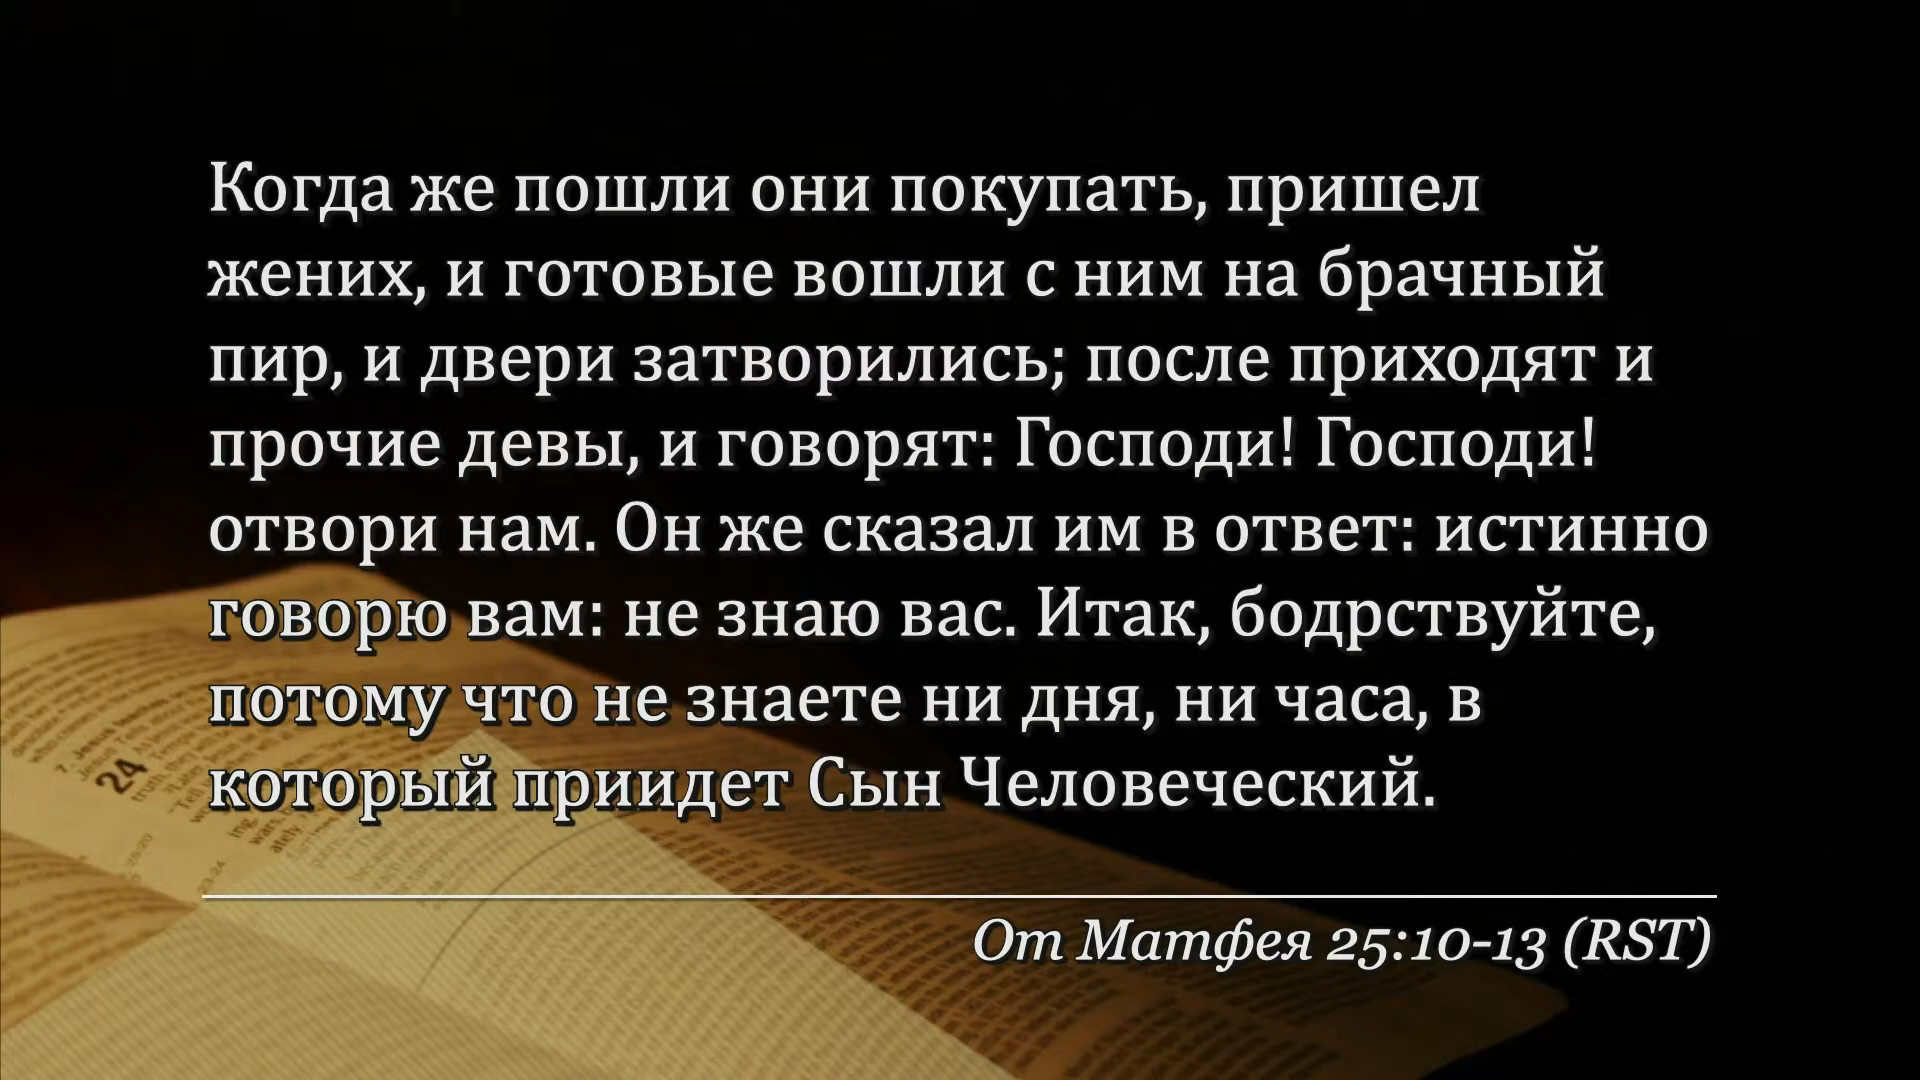 Когда же пошли они покупать, пришел
жених, и готовые вошли с ним на брачный
пир, и двери затворились; после приходят и
прочие девы, и говорят: Господи! Господи!
отвори нам. Он же сказал им в ответ: истинно
говорю вам: не знаю вас. Итак, бодрствуйте,
потому что не знаете ни дня, ни часа, в
который приидет Сын Человеческий.
От Матфея 25:10-13 (RST)
24